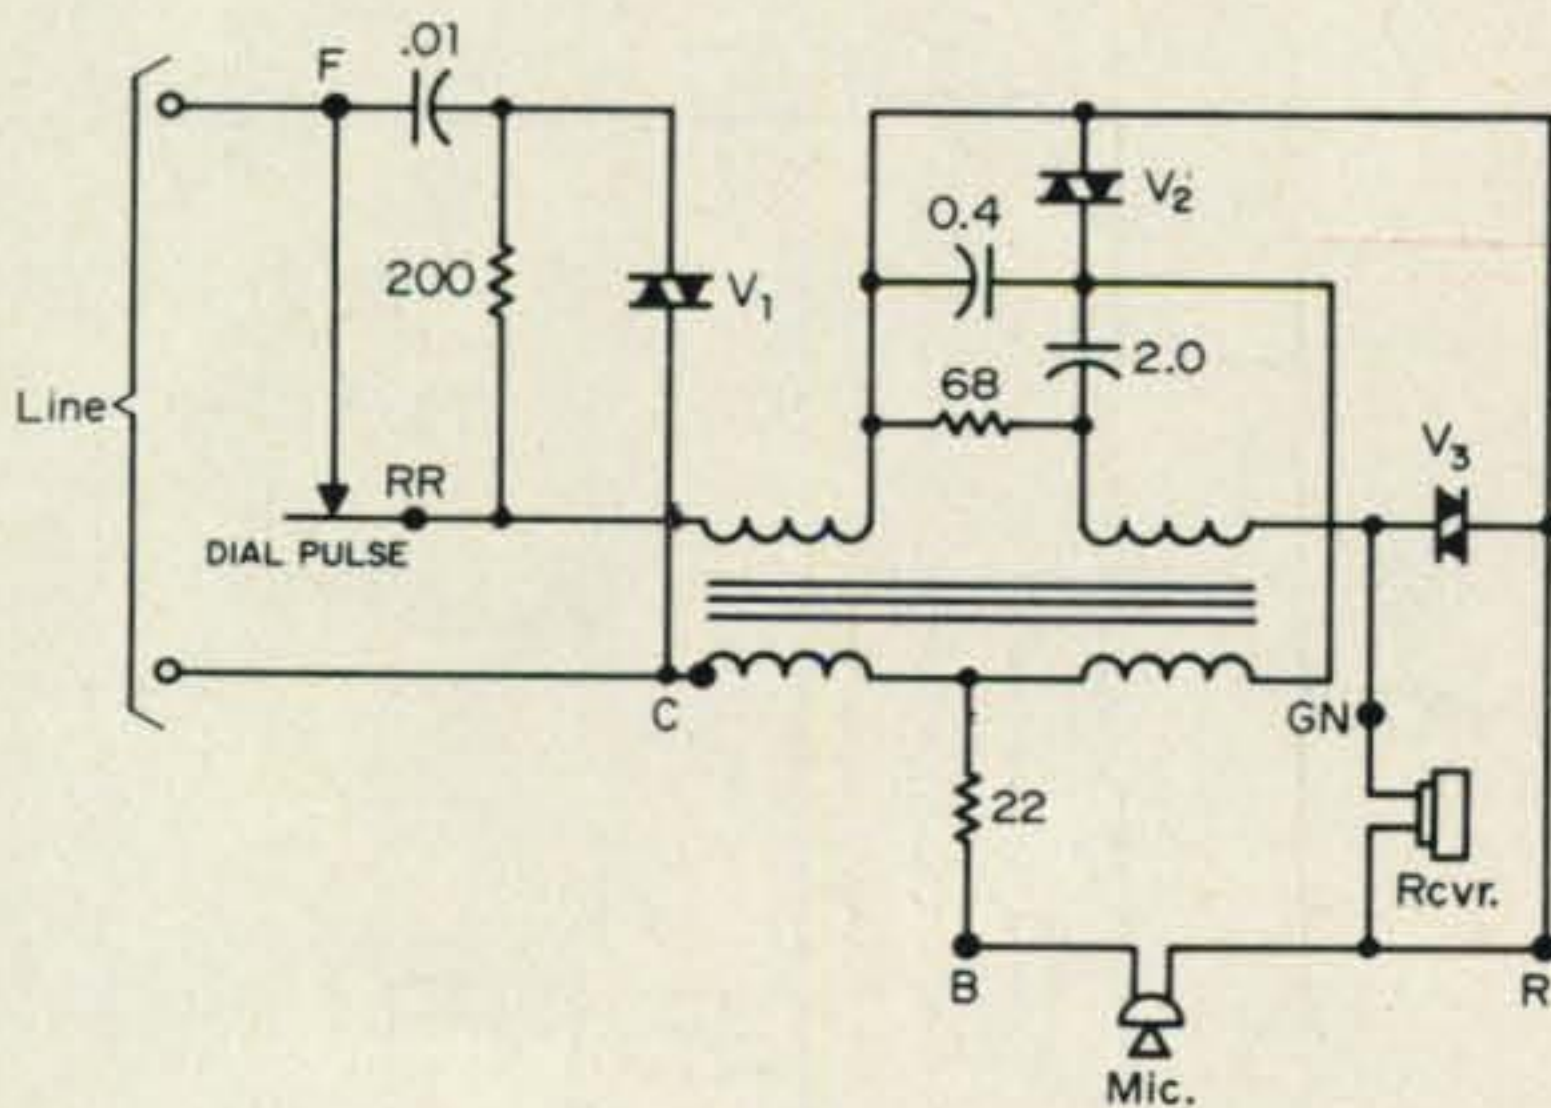 .01
F
V₂
0.4
200
V₁
2.0
68
Line
V₃
RR
DIAL PULSE
C
GN
22
Rcvr.
B
R
Mic.